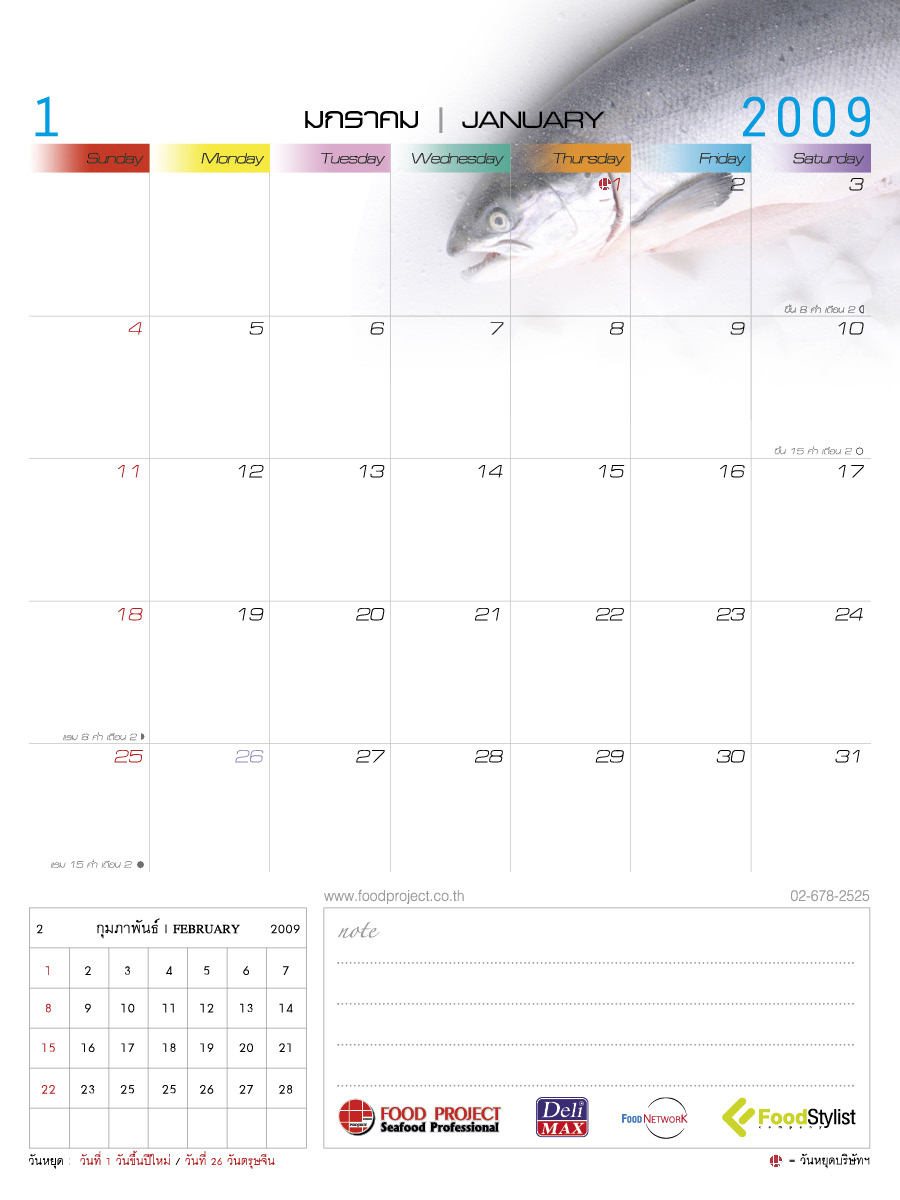 1 มกราคม | JANUARY 2009
Sunday Monday Tuesday Wednesday Thursday Friday Saturday
1 2 3
ขึ้น 8 ค่ำ เดือน 2
4 5 6 7 8 9 10
ขึ้น 15 ค่ำ เดือน 2
11 12 13 14 15 16 17
18 19 20 21 22 23 24
แรม 8 ค่ำ เดือน 2
25 26 27 28 29 30 31
แรม 15 ค่ำ เดือน 2
www.foodproject.co.th 02-678-2525
2 กุมภาพันธ์ | FEBRUARY 2009
1 2 3 4 5 6 7
8 9 10 11 12 13 14
15 16 17 18 19 20 21
22 23 25 25 26 27 28
note
PROJECT
FOOD PROJECT
Seafood Professional
Deli
MAX
FOOD NETWORK
FoodStylist
company
วันหยุด : วันที่ 1 วันขึ้นปีใหม่ / วันที่ 26 วันตรุษจีน
= วันหยุดบริษัทฯ